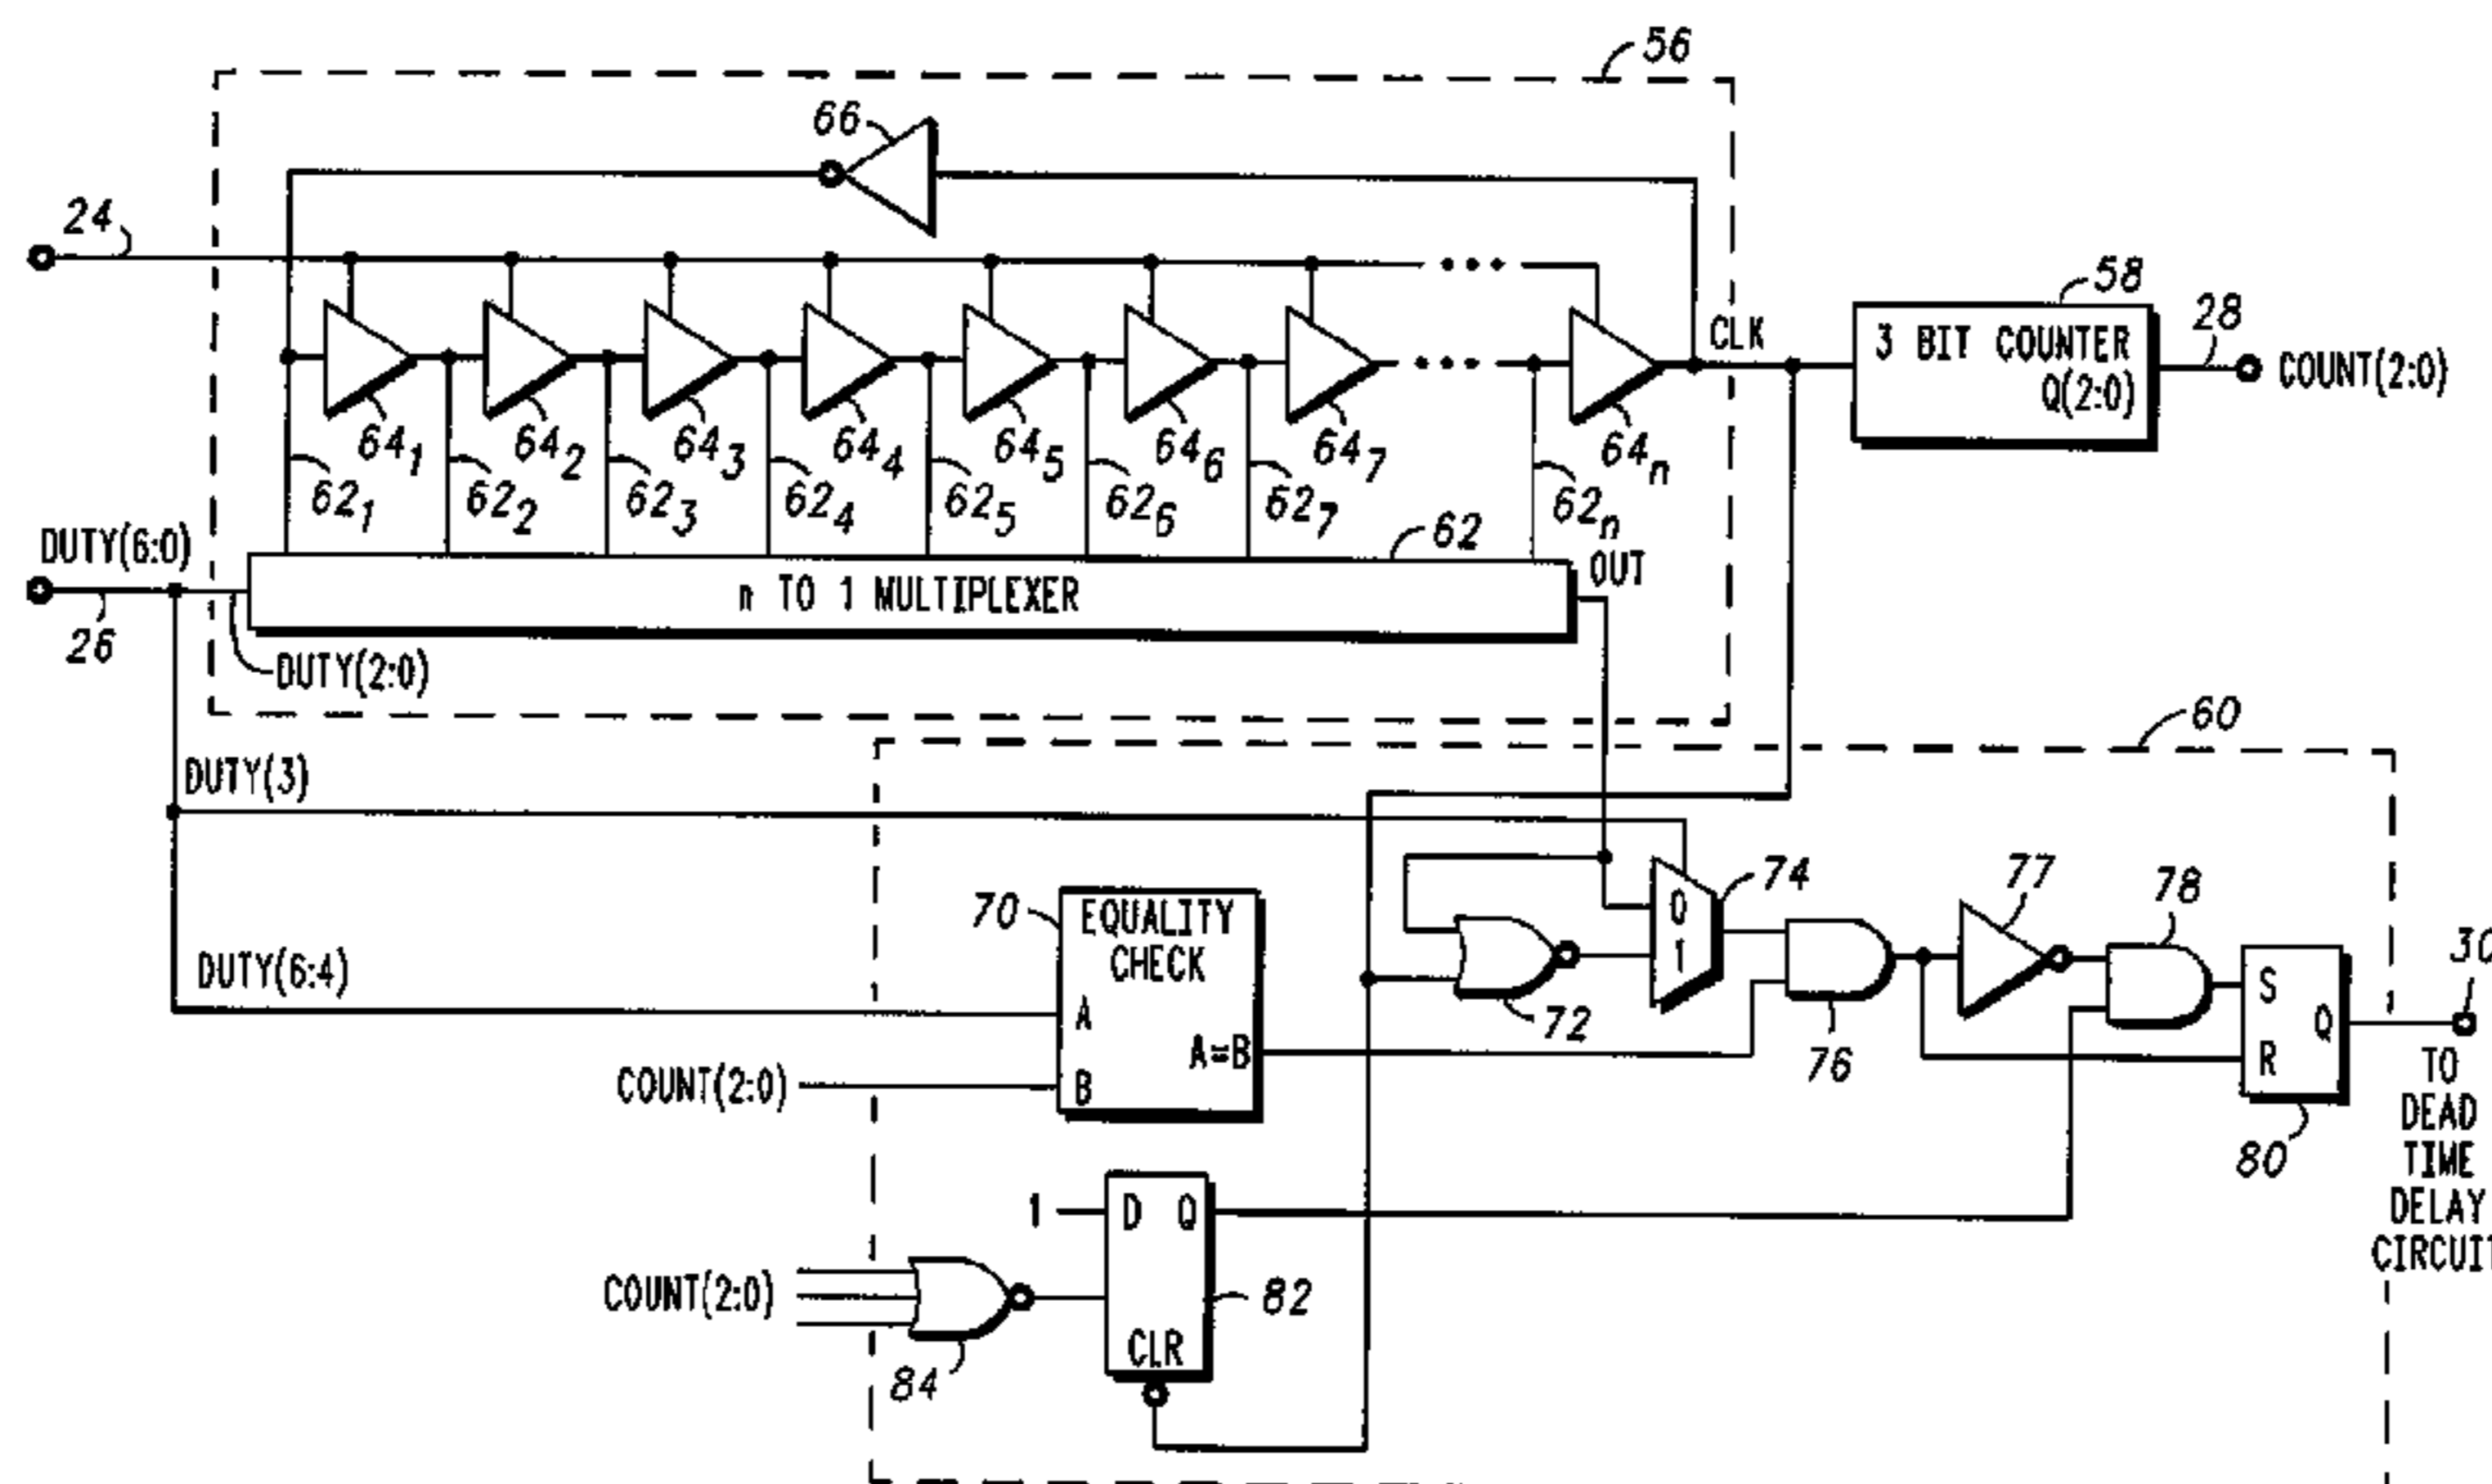 56
66
24
CLK
58
3 BIT COUNTER
Q(2:0)
28
COUNT(2:0)
64₁ 64₂ 64₃ 64₄ 64₅ 64₆ 64₇ 64ₙ
62₁ 62₂ 62₃ 62₄ 62₅ 62₆ 62₇ 62ₙ
DUTY(6:0)
26
n TO 1 MULTIPLEXER
62
OUT
DUTY(2:0)
60
DUTY(3)
70
EQUALITY
CHECK
A
B
A=B
DUTY(6:4)
COUNT(2:0)
72
0
1
74
76
77
78
S
R
Q
80
30
TO
DEAD
TIME
DELAY
CIRCUIT
1
D Q
CLR
82
COUNT(2:0)
84